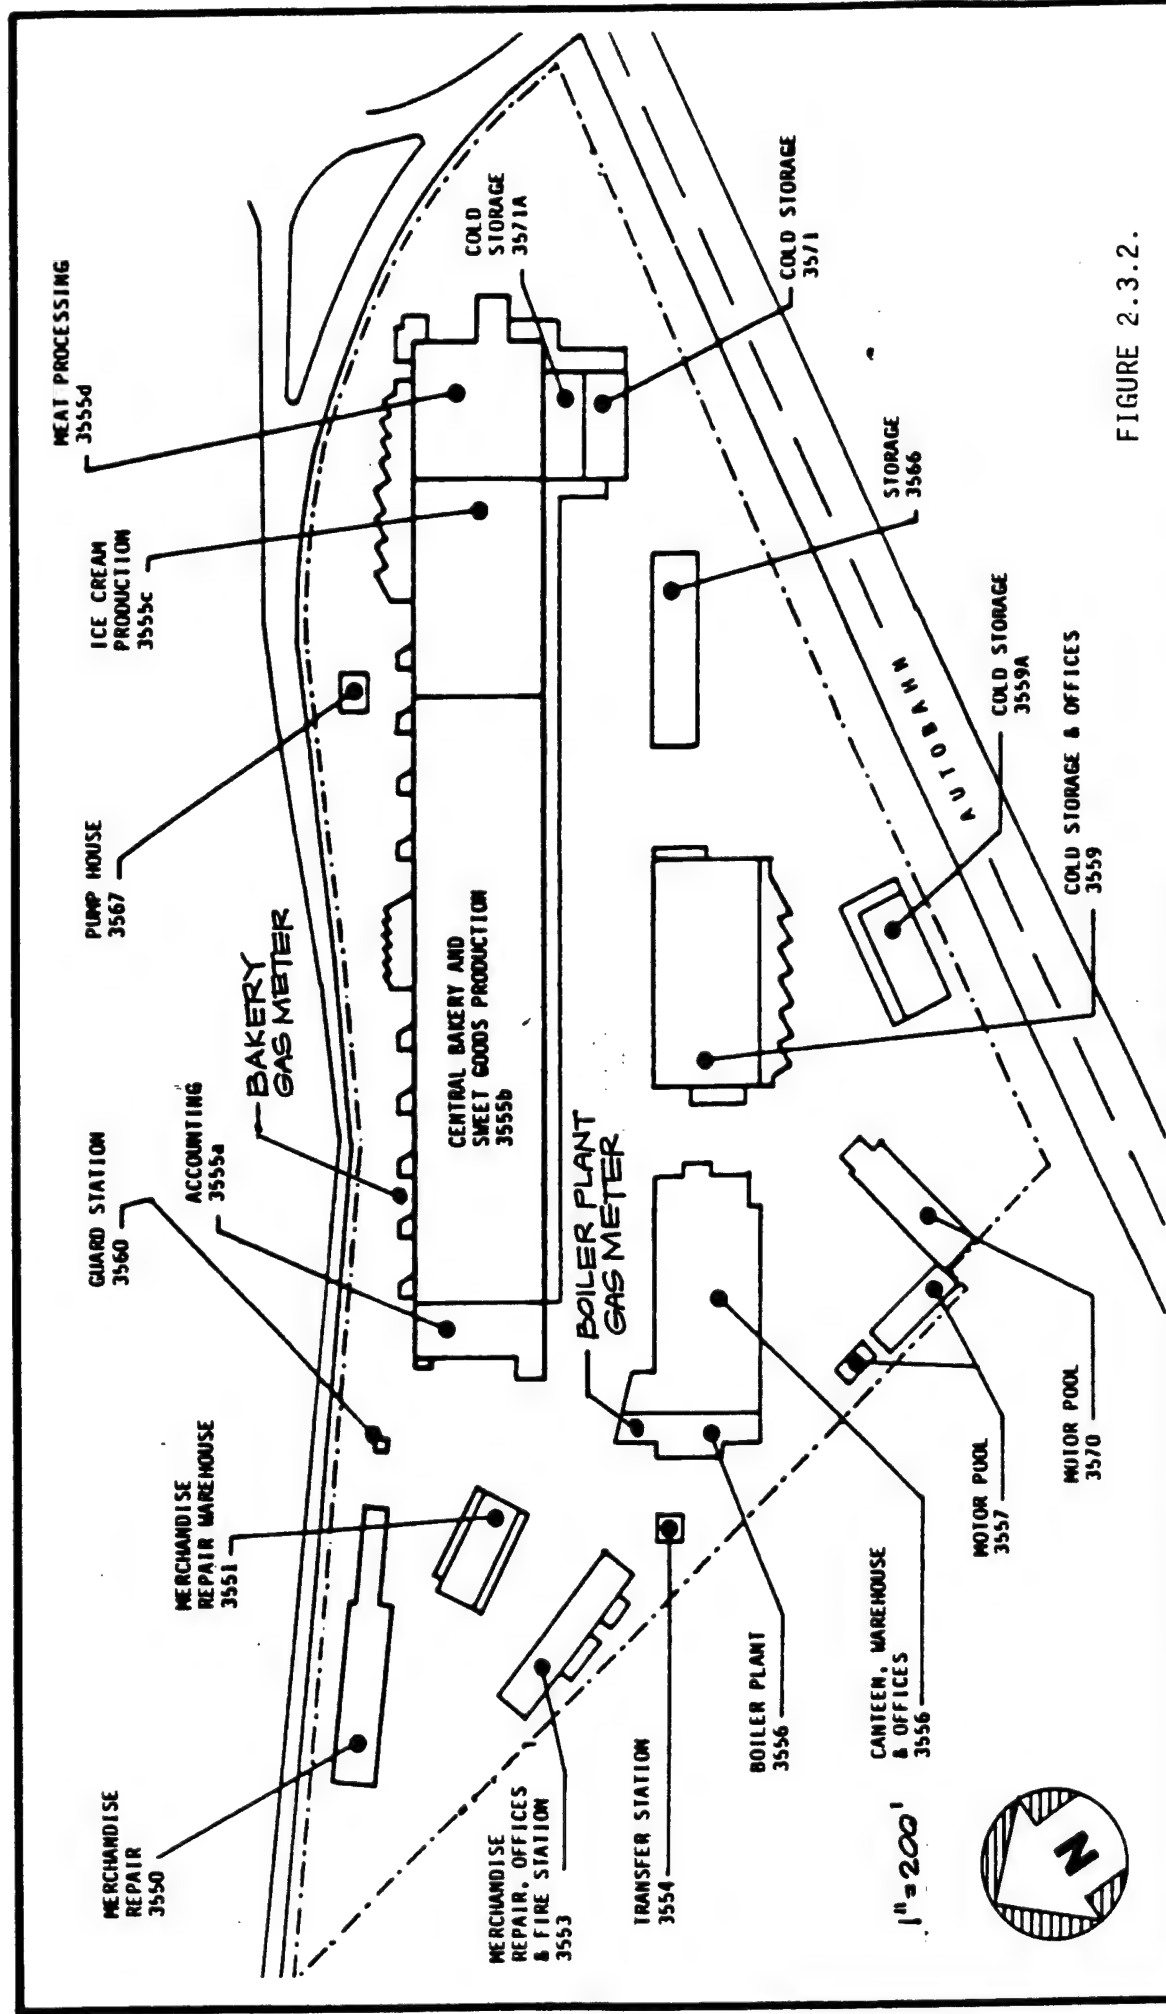 MERCHANDISE
REPAIR
3550
MERCHANDISE
REPAIR WAREHOUSE
3551
GUARD STATION
3560
ACCOUNTING
3555a
BAKERY
GAS METER
PUMP HOUSE
3567
ICE CREAM
PRODUCTION
3555c
MEAT PROCESSING
3555d
COLD
STORAGE
3571A
COLD STORAGE
3571
CENTRAL BAKERY AND
SWEET GOODS PRODUCTION
3555b
BOILER PLANT
GAS METER
MERCHANDISE
REPAIR, OFFICES
& FIRE STATION
3553
TRANSFER STATION
3554
BOILER PLANT
3556
CANTEEN, WAREHOUSE
& OFFICES
3556
MOTOR POOL
3557
MOTOR POOL
3570
COLD STORAGE & OFFICES
3559
COLD STORAGE
3559A
STORAGE
3566
AUTOBAHN
1"=200'
N
FIGURE 2.3.2.